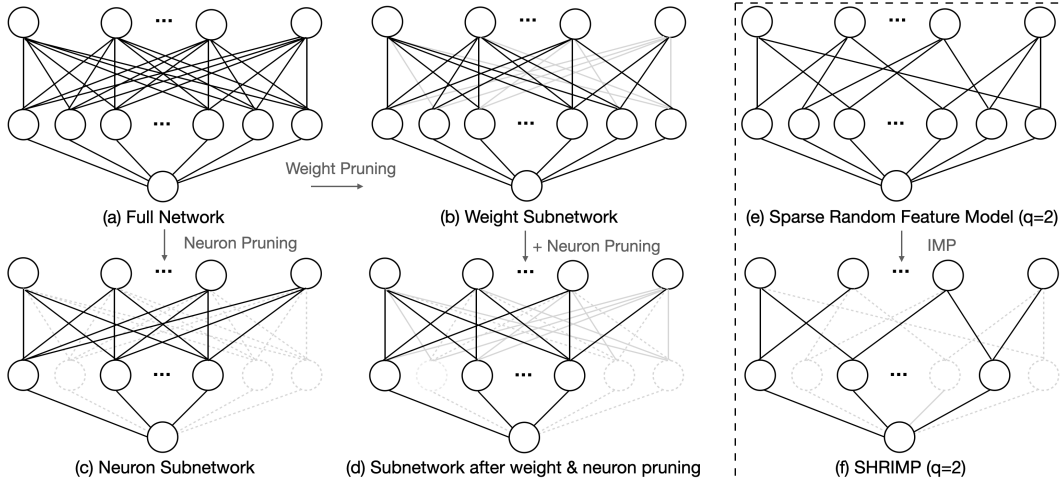 Weight Pruning
(a) Full Network
(b) Weight Subnetwork
(e) Sparse Random Feature Model (q=2)
Neuron Pruning
+ Neuron Pruning
IMP
(c) Neuron Subnetwork
(d) Subnetwork after weight & neuron pruning
(f) SHRIMP (q=2)